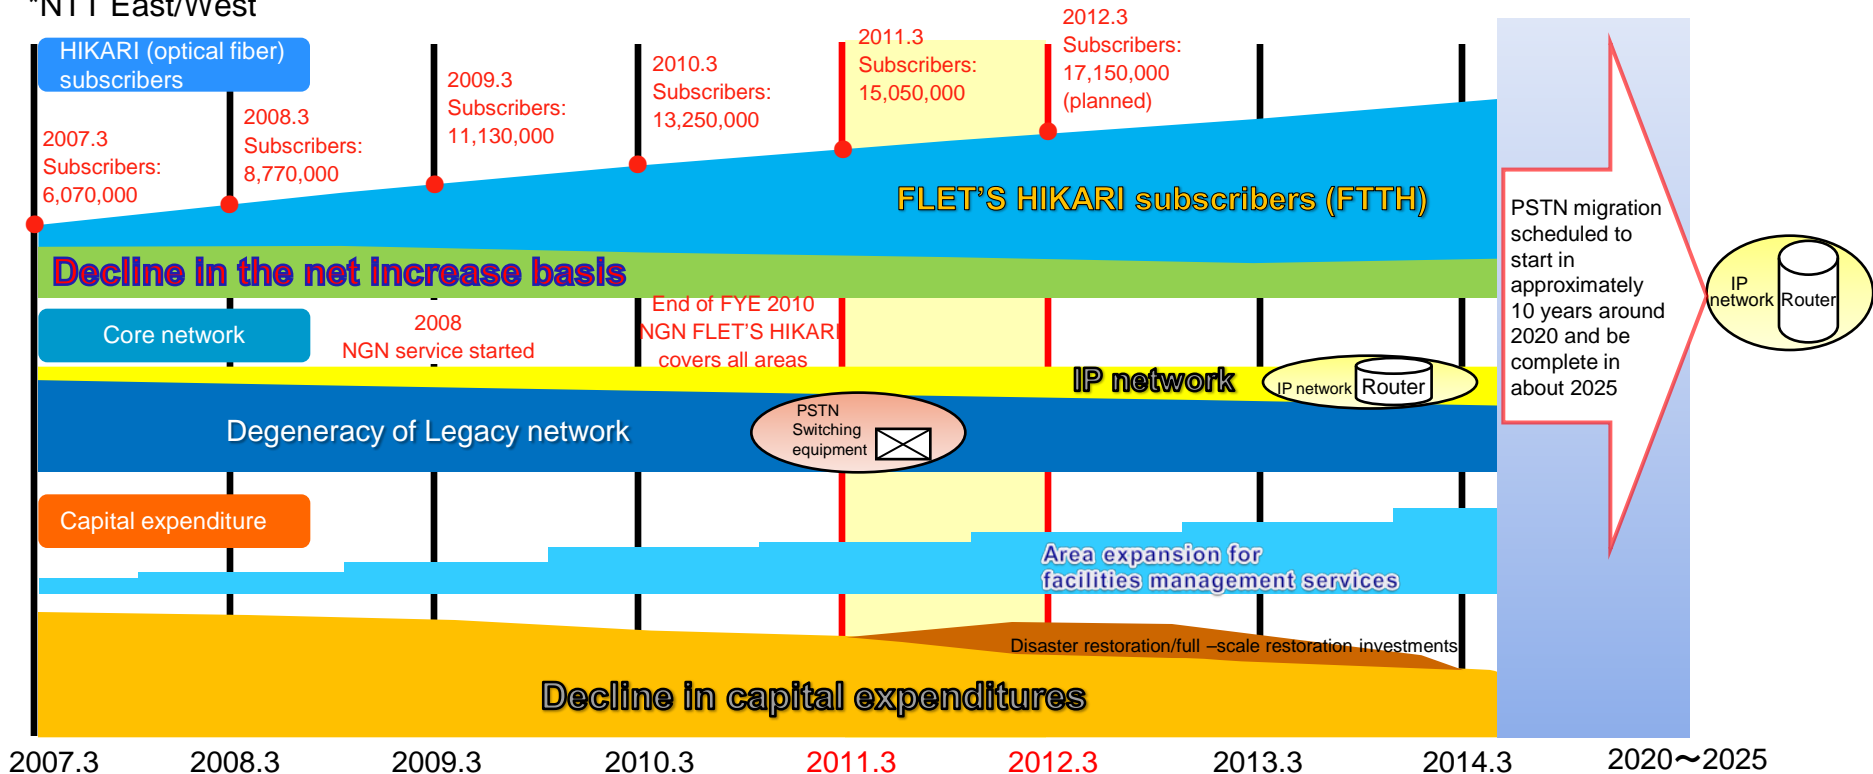 *NTT East/West
HIKARI (optical fiber)
subscribers
2007.3
Subscribers:
6,070,000
2008.3
Subscribers:
8,770,000
2009.3
Subscribers:
11,130,000
2010.3
Subscribers:
13,250,000
2011.3
Subscribers:
15,050,000
2012.3
Subscribers:
17,150,000
(planned)
FLET'S HIKARI subscribers (FTTH)
Decline in the net increase basis
Core network
2008
NGN service started
End of FYE 2010
NGN FLET'S HIKARI
covers all areas
IP network
IP network
Router
Degeneracy of Legacy network
PSTN
Switching
equipment
Capital expenditure
Area expansion for
facilities management services
Disaster restoration/full –scale restoration investments
Decline in capital expenditures
PSTN migration
scheduled to
start in
approximately
10 years around
2020 and be
complete in
about 2025
IP
network
Router
2007.3
2008.3
2009.3
2010.3
2011.3
2012.3
2013.3
2014.3
2020～2025